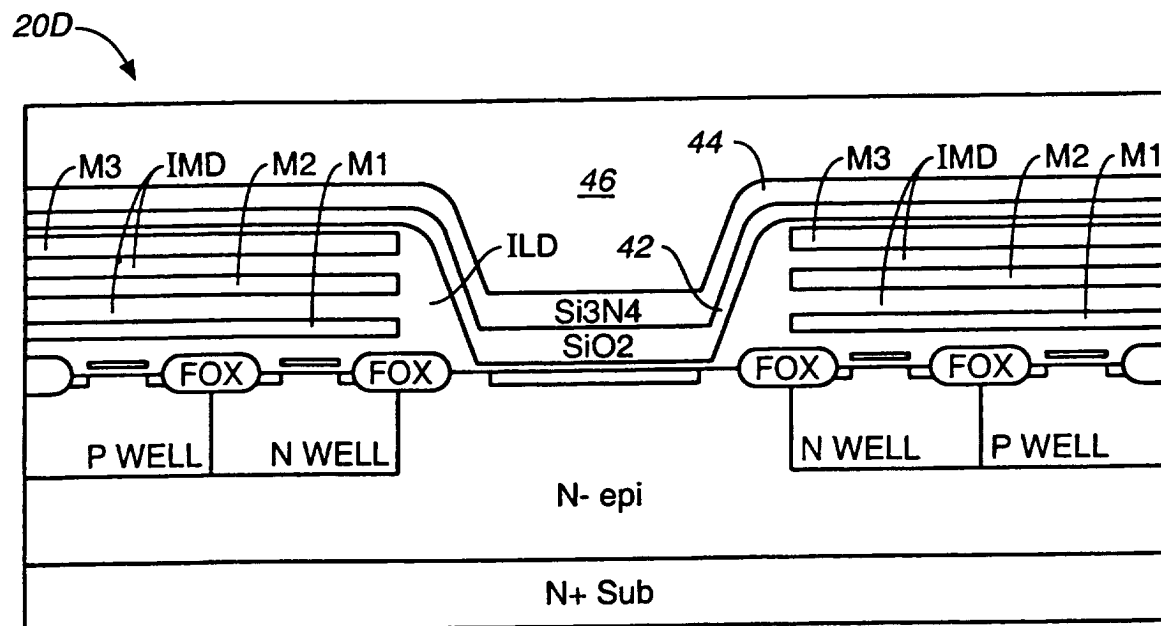 20D
M3 IMD M2 M1 46 44 M3 IMD M2 M1
ILD 42
Si3N4
SiO2
FOX FOX FOX FOX
P WELL N WELL N WELL P WELL
N- epi
N+ Sub